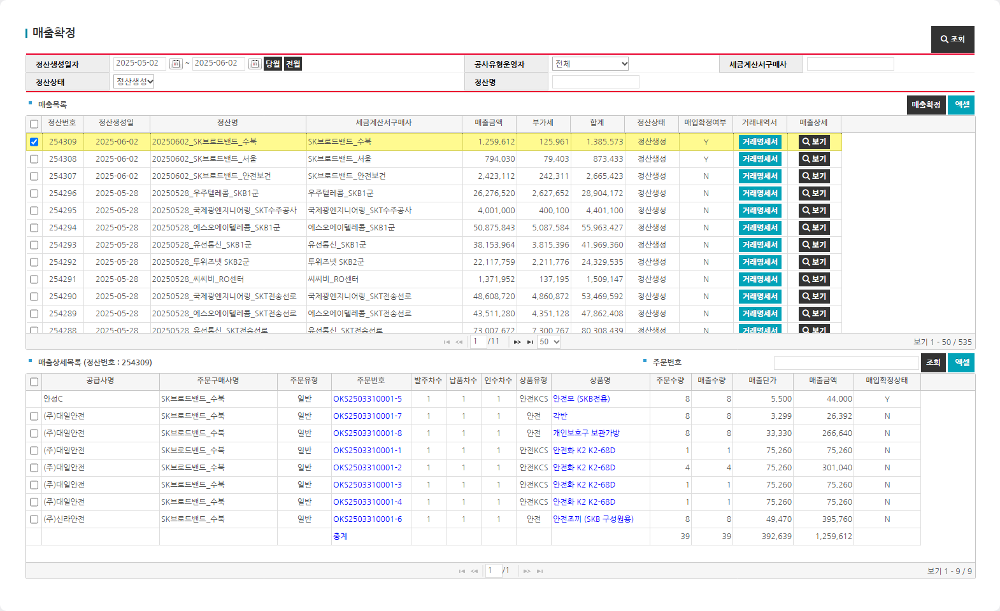 매출확정
조회
정산생성일자 2025-05-02 ~ 2025-06-02 당월 전월 공사유형운영자 전체 세금계산서구매사
정산상태 정산생성 정산명
매출목록 매출확정 엑셀
정산번호 정산생성일 정산명 세금계산서구매사 매출금액 부가세 합계 정산상태 매입확정여부 거래내역서 매출상세
254309 2025-06-02 20250602_SK브로드밴드_수북 SK브로드밴드_수북 1,259,612 125,961 1,385,573 정산생성 Y 거래명세서 보기
254308 2025-06-02 20250602_SK브로드밴드_서울 SK브로드밴드_서울 794,030 79,403 873,433 정산생성 Y 거래명세서 보기
254307 2025-06-02 20250602_SK브로드밴드_안전보건 SK브로드밴드_안전보건 2,423,112 242,311 2,665,423 정산생성 N 거래명세서 보기
254296 2025-05-28 20250528_우주텔레콤_SKB1군 우주텔레콤_SKB1군 26,276,520 2,627,652 28,904,172 정산생성 N 거래명세서 보기
254295 2025-05-28 20250528_국제광엔지니어링_SKT수주공사 국제광엔지니어링_SKT수주공사 4,001,000 400,100 4,401,100 정산생성 N 거래명세서 보기
254294 2025-05-28 20250528_에스오에이텔레콤_SKB1군 에스오에이텔레콤_SKB1군 50,875,843 5,087,584 55,963,427 정산생성 N 거래명세서 보기
254293 2025-05-28 20250528_유선통신_SKB1군 유선통신_SKB1군 38,153,964 3,815,396 41,969,360 정산생성 N 거래명세서 보기
254292 2025-05-28 20250528_투위즈넷 SKB2군 투위즈넷 SKB2군 22,117,759 2,211,776 24,329,535 정산생성 N 거래명세서 보기
254291 2025-05-28 20250528_씨씨비_RO센터 씨씨비_RO센터 1,371,952 137,195 1,509,147 정산생성 N 거래명세서 보기
254290 2025-05-28 20250528_국제광엔지니어링_SKT전송선로 국제광엔지니어링_SKT전송선로 48,608,720 4,860,872 53,469,592 정산생성 N 거래명세서 보기
254289 2025-05-28 20250528_에스오에이텔레콤_SKT전송선로 에스오에이텔레콤_SKT전송선로 43,511,280 4,351,128 47,862,408 정산생성 N 거래명세서 보기
254288 2025-05-28 20250528_유선통신_SKT전송선로 유선통신_SKT전송선로 73,007,672 7,300,767 80,308,439 정산생성 N 거래명세서 보기
1 /11 50 보기 1 - 50 / 535
매출상세목록 (정산번호 : 254309) 주문번호 조회 엑셀
공급사명 주문구매사명 주문유형 주문번호 발주차수 납품차수 인수차수 상품유형 상품명 주문수량 매출수량 매출단가 매출금액 매입확정상태
안성C SK브로드밴드_수북 일반 OKS2503310001-5 1 1 1 안전KCS 안전모 (SKB전용) 8 8 5,500 44,000 Y
(주)대일안전 SK브로드밴드_수북 일반 OKS2503310001-7 1 1 1 안전 각반 8 8 3,299 26,392 N
(주)대일안전 SK브로드밴드_수북 일반 OKS2503310001-8 1 1 1 안전 개인보호구 보관가방 8 8 33,330 266,640 N
(주)대일안전 SK브로드밴드_수북 일반 OKS2503310001-1 1 1 1 안전KCS 안전화 K2 K2-68D 1 1 75,260 75,260 N
(주)대일안전 SK브로드밴드_수북 일반 OKS2503310001-2 1 1 1 안전KCS 안전화 K2 K2-68D 4 4 75,260 301,040 N
(주)대일안전 SK브로드밴드_수북 일반 OKS2503310001-3 1 1 1 안전KCS 안전화 K2 K2-68D 1 1 75,260 75,260 N
(주)대일안전 SK브로드밴드_수북 일반 OKS2503310001-4 1 1 1 안전KCS 안전화 K2 K2-68D 1 1 75,260 75,260 N
(주)신라안전 SK브로드밴드_수북 일반 OKS2503310001-6 1 1 1 안전 안전조끼 (SKB 구성원용) 8 8 49,470 395,760 N
총계 39 39 392,639 1,259,612
1 /1 보기 1 - 9 / 9